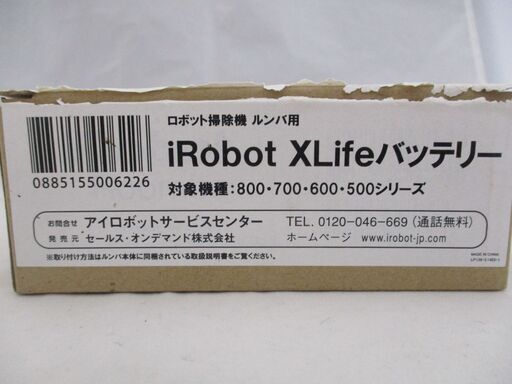 ロボット掃除機 ルンバ用
iRobot XLifeバッテリー
0885155006226
対象機種:800・700・600・500シリーズ
お問合せ アイロボットサービスセンター TEL. 0120-046-669 (通話無料)
発売元 セールス・オンデマンド株式会社 ホームページ www.irobot-jp.com
※取り付け方法はルンバ本体に同梱されている取扱説明書をご覧ください。
MADE IN CHINA